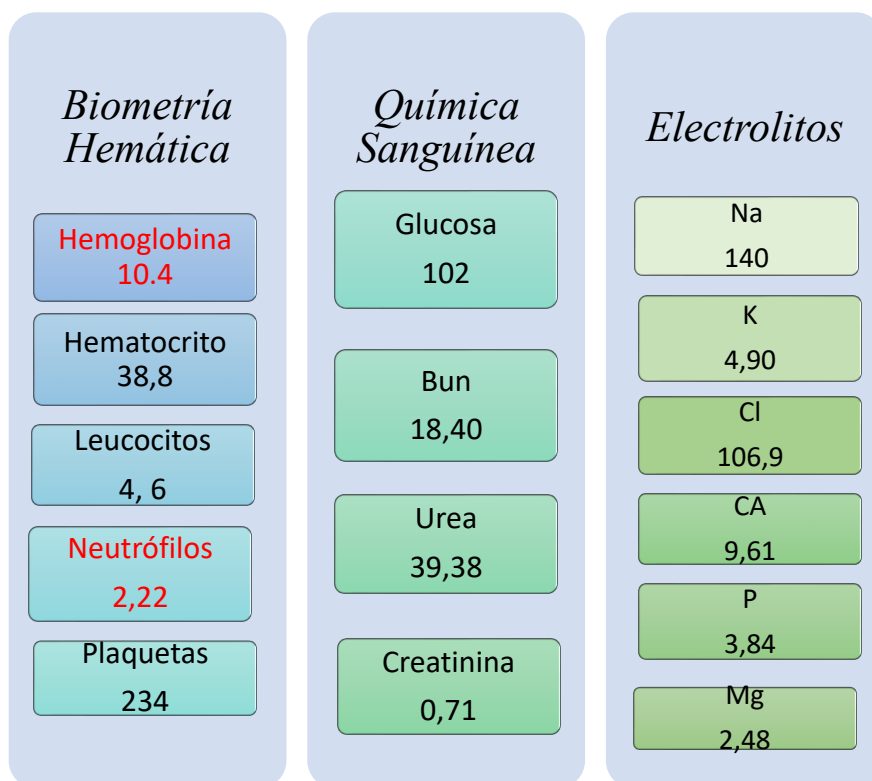 Biometría
Hemática
Hemoglobina
10.4
Hematocrito
38,8
Leucocitos
4, 6
Neutrófilos
2,22
Plaquetas
234
Química
Sanguínea
Glucosa
102
Bun
18,40
Urea
39,38
Creatinina
0,71
Electrolitos
Na
140
K
4,90
Cl
106,9
CA
9,61
P
3,84
Mg
2,48